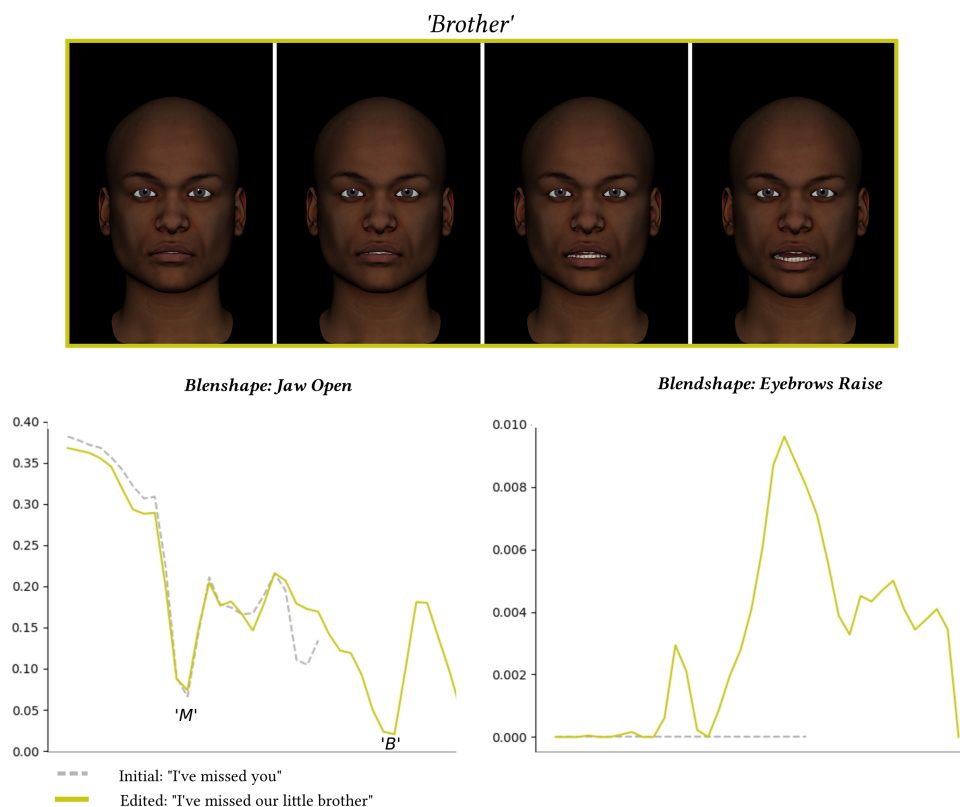 'Brother'
Blenshape: Jaw Open
Blendshape: Eyebrows Raise
0.40
0.35
0.30
0.25
0.20
0.15
0.10
0.05
0.00
'M'
'B'
0.010
0.008
0.006
0.004
0.002
0.000
Initial: "I've missed you"
Edited: "I've missed our little brother"